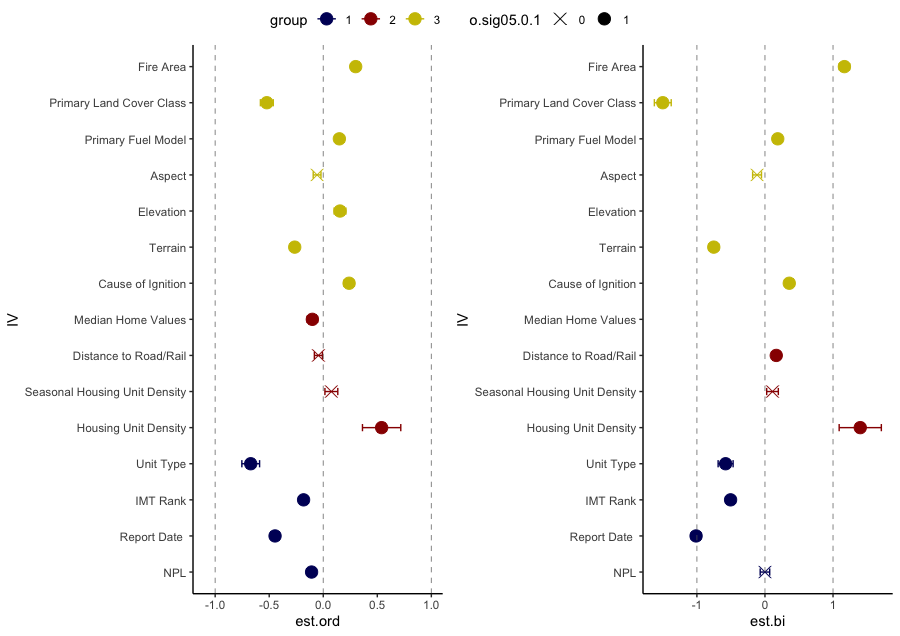 group 1 2 3 o.sig05.0.1 0 1
IV
Fire Area
Primary Land Cover Class
Primary Fuel Model
Aspect
Elevation
Terrain
Cause of Ignition
Median Home Values
Distance to Road/Rail
Seasonal Housing Unit Density
Housing Unit Density
Unit Type
IMT Rank
Report Date
NPL
-1.0 -0.5 0.0 0.5 1.0
est.ord
IV
Fire Area
Primary Land Cover Class
Primary Fuel Model
Aspect
Elevation
Terrain
Cause of Ignition
Median Home Values
Distance to Road/Rail
Seasonal Housing Unit Density
Housing Unit Density
Unit Type
IMT Rank
Report Date
NPL
-1 0 1
est.bi